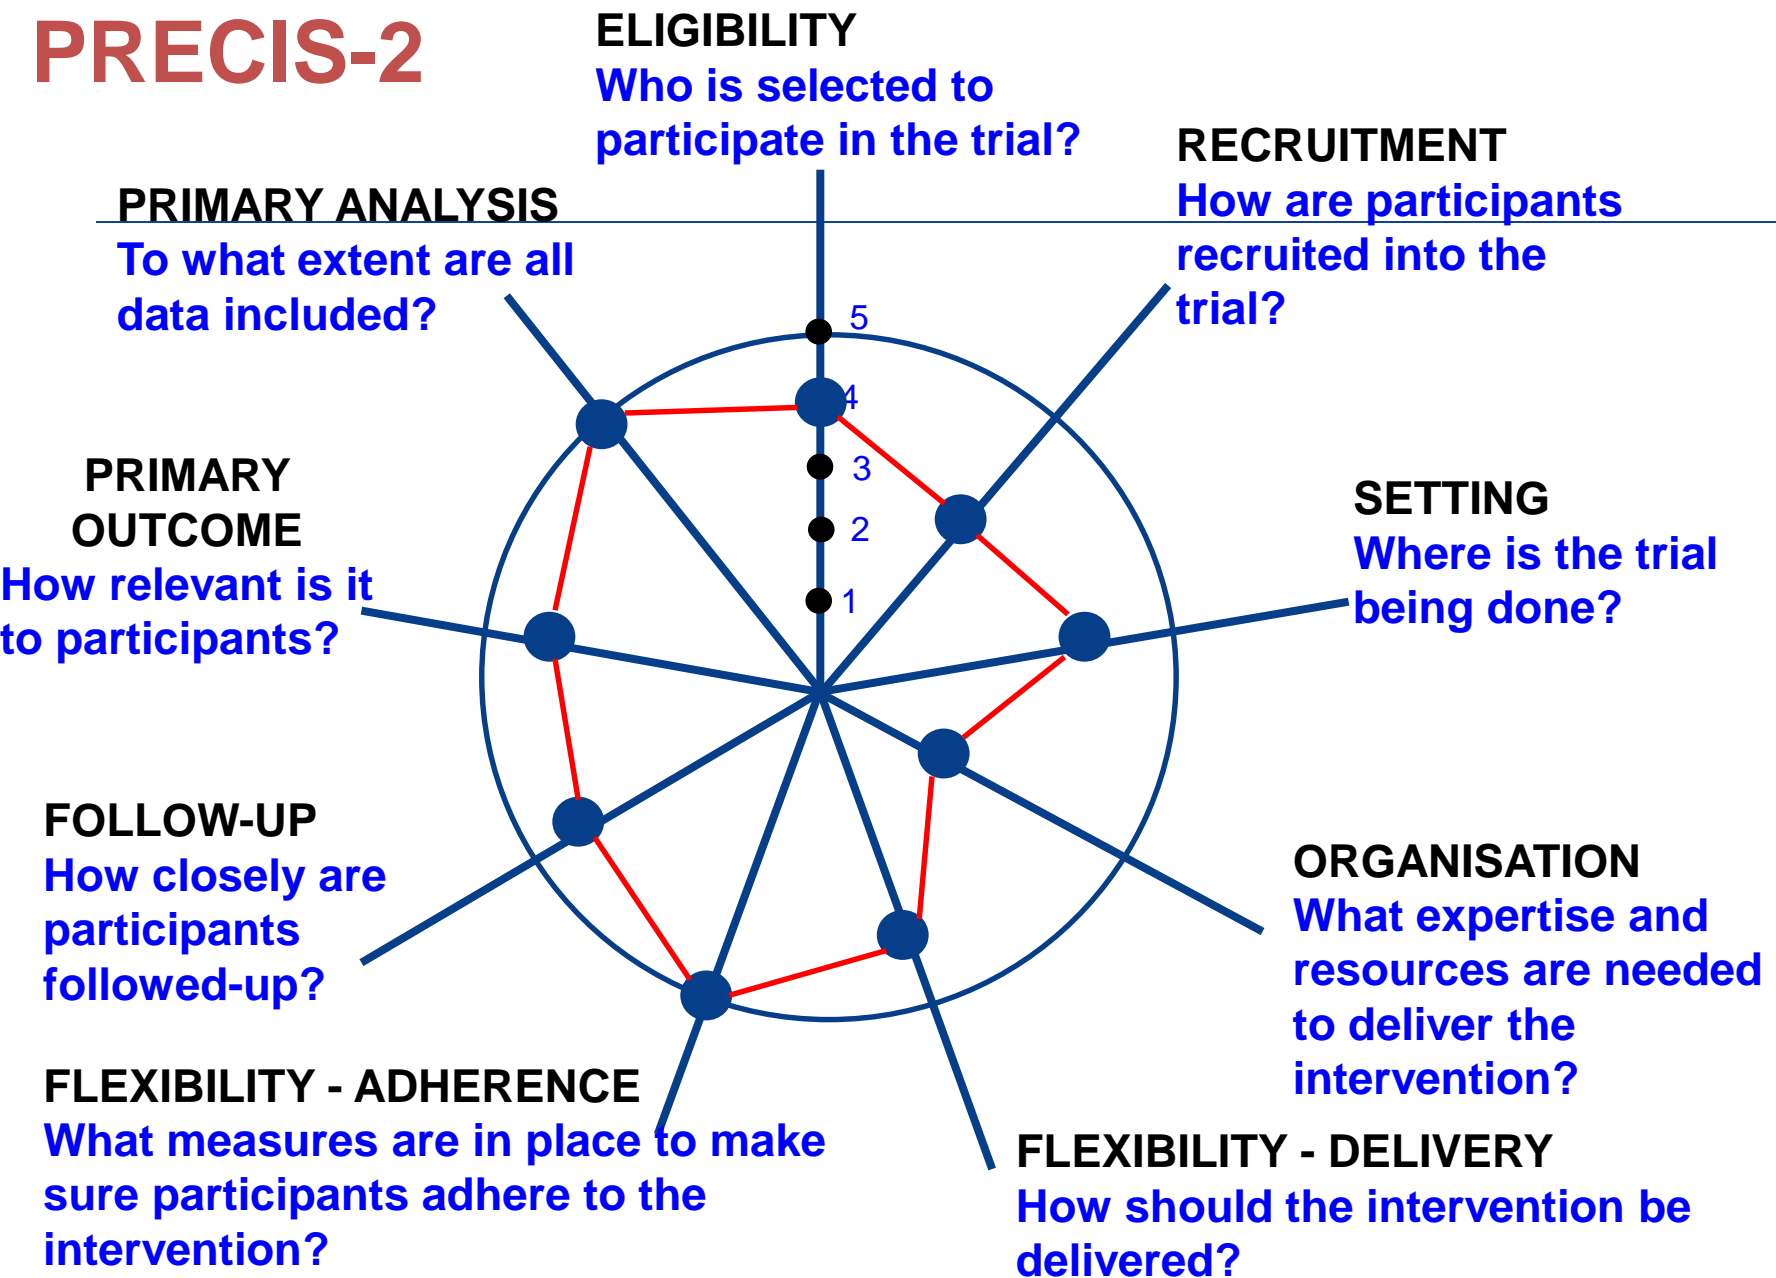 PRECIS-2
ELIGIBILITY
Who is selected to
participate in the trial?
RECRUITMENT
How are participants
recruited into the
trial?
PRIMARY ANALYSIS
To what extent are all
data included?
5
4
3
2
1
PRIMARY
OUTCOME
How relevant is it
to participants?
SETTING
Where is the trial
being done?
FOLLOW-UP
How closely are
participants
followed-up?
ORGANISATION
What expertise and
resources are needed
to deliver the
intervention?
FLEXIBILITY - ADHERENCE
What measures are in place to make
sure participants adhere to the
intervention?
FLEXIBILITY - DELIVERY
How should the intervention be
delivered?